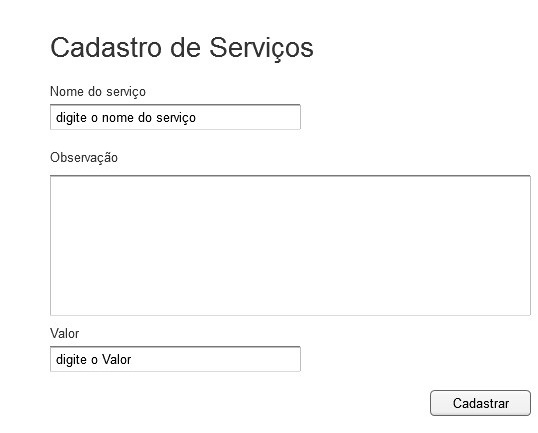 Cadastro de Serviços
Nome do serviço
digite o nome do serviço
Observação
Valor
digite o Valor
Cadastrar